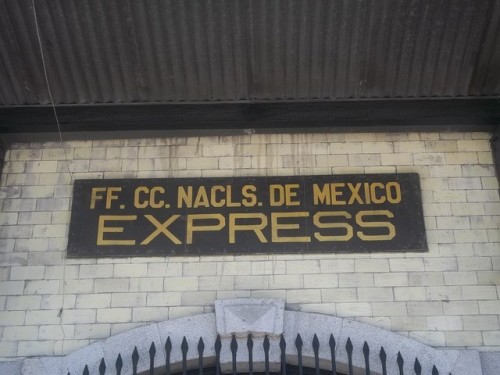 FF. CC. NACLS. DE MEXICO
EXPRESS